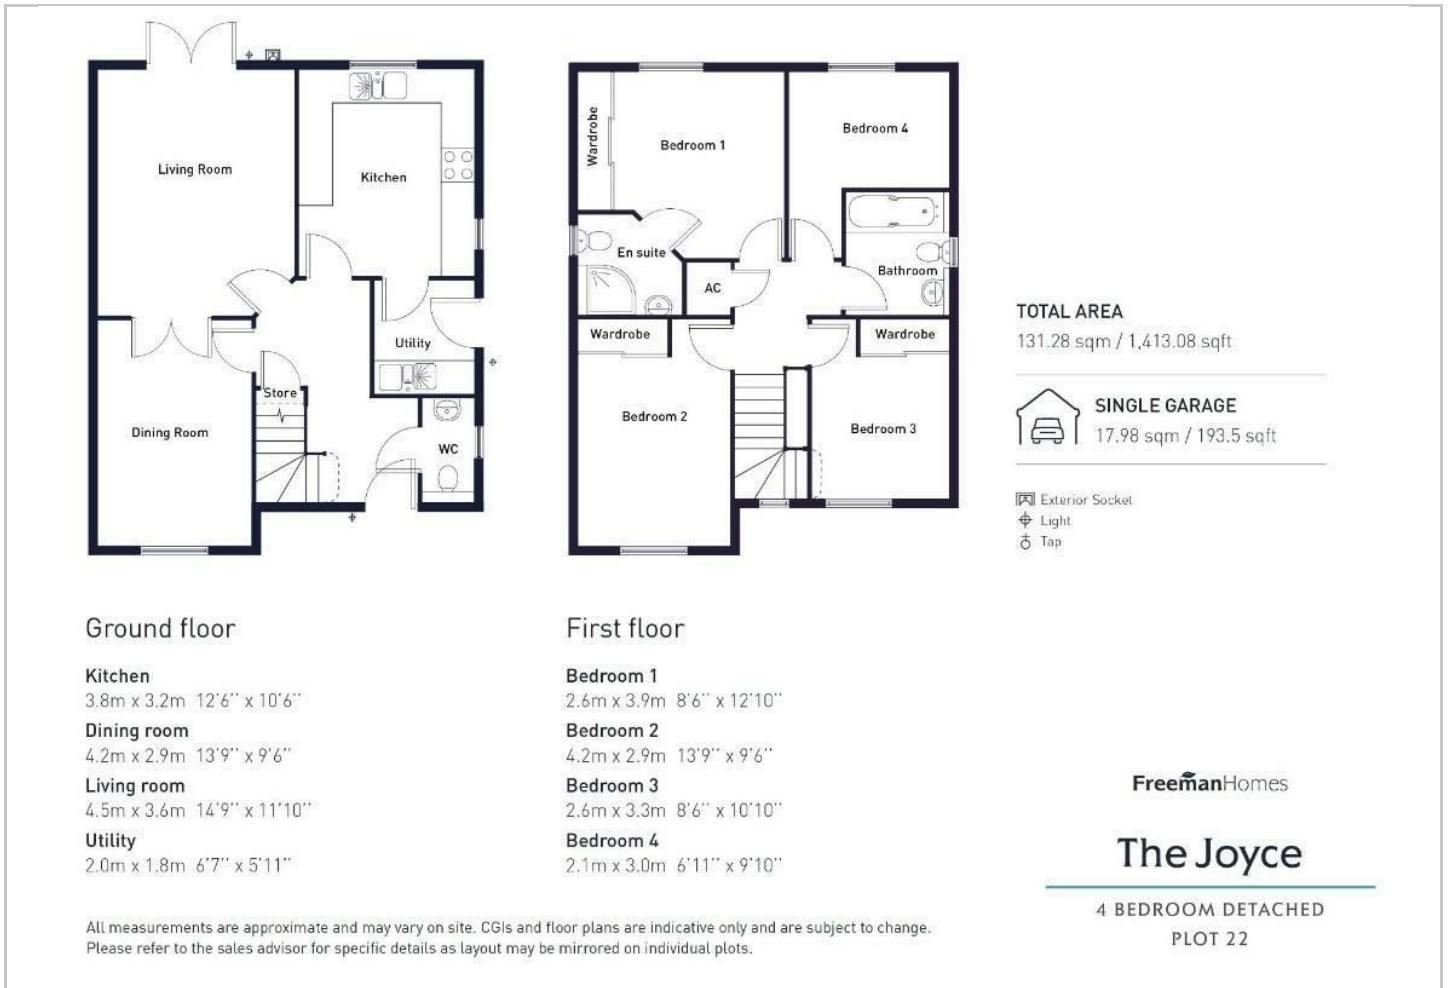 Living Room
Kitchen
Utility
Store
Dining Room
WC
Wardrobe
Bedroom 1
Bedroom 4
En suite
Bathroom
AC
Wardrobe
Wardrobe
Bedroom 2
Bedroom 3
TOTAL AREA
131.28 sqm / 1,413.08 sqft
SINGLE GARAGE
17.98 sqm / 193.5 sqft
Exterior Socket
Light
Tap
Ground floor
Kitchen
3.8m x 3.2m 12'6'' x 10'6''
Dining room
4.2m x 2.9m 13'9'' x 9'6''
Living room
4.5m x 3.6m 14'9'' x 11'10''
Utility
2.0m x 1.8m 6'7'' x 5'11''
First floor
Bedroom 1
2.6m x 3.9m 8'6'' x 12'10''
Bedroom 2
4.2m x 2.9m 13'9'' x 9'6''
Bedroom 3
2.6m x 3.3m 8'6'' x 10'10''
Bedroom 4
2.1m x 3.0m 6'11'' x 9'10''
All measurements are approximate and may vary on site. CGIs and floor plans are indicative only and are subject to change.
Please refer to the sales advisor for specific details as layout may be mirrored on individual plots.
FreemanHomes
The Joyce
4 BEDROOM DETACHED
PLOT 22